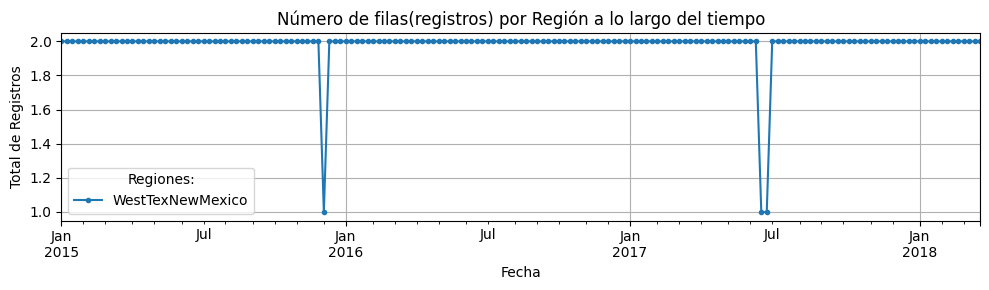 Número de filas(registros) por Región a lo largo del tiempo
Total de Registros
2.0
1.8
1.6
1.4
1.2
1.0
Regiones:
WestTexNewMexico
Jan Jul Jan Jul Jan Jul Jan
2015 2016 2017 2018
Fecha